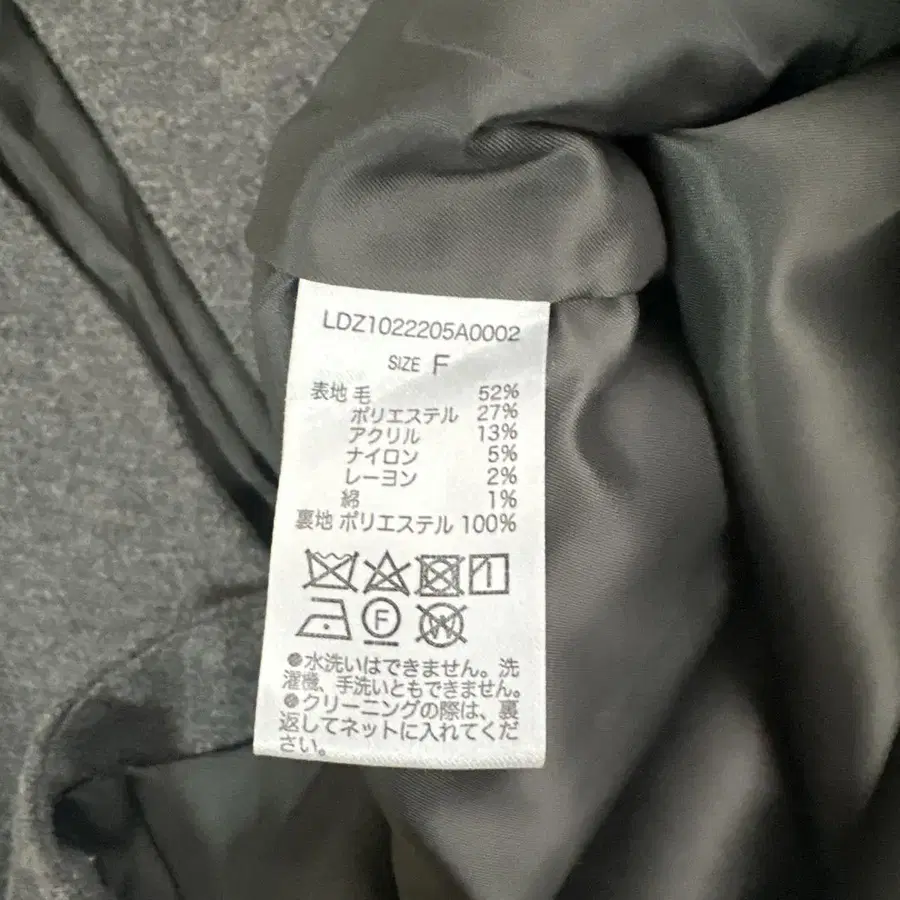 LDZ1022205A0002
SIZE F
表地 毛 52%
ポリエステル 27%
アクリル 13%
ナイロン 5%
レーヨン 2%
綿 1%
裏地 ポリエステル 100%
F W
●水洗いはできません。洗
濯機、手洗いともできません。
●クリーニングの際は、裏
返してネットに入れてくだ
さい。